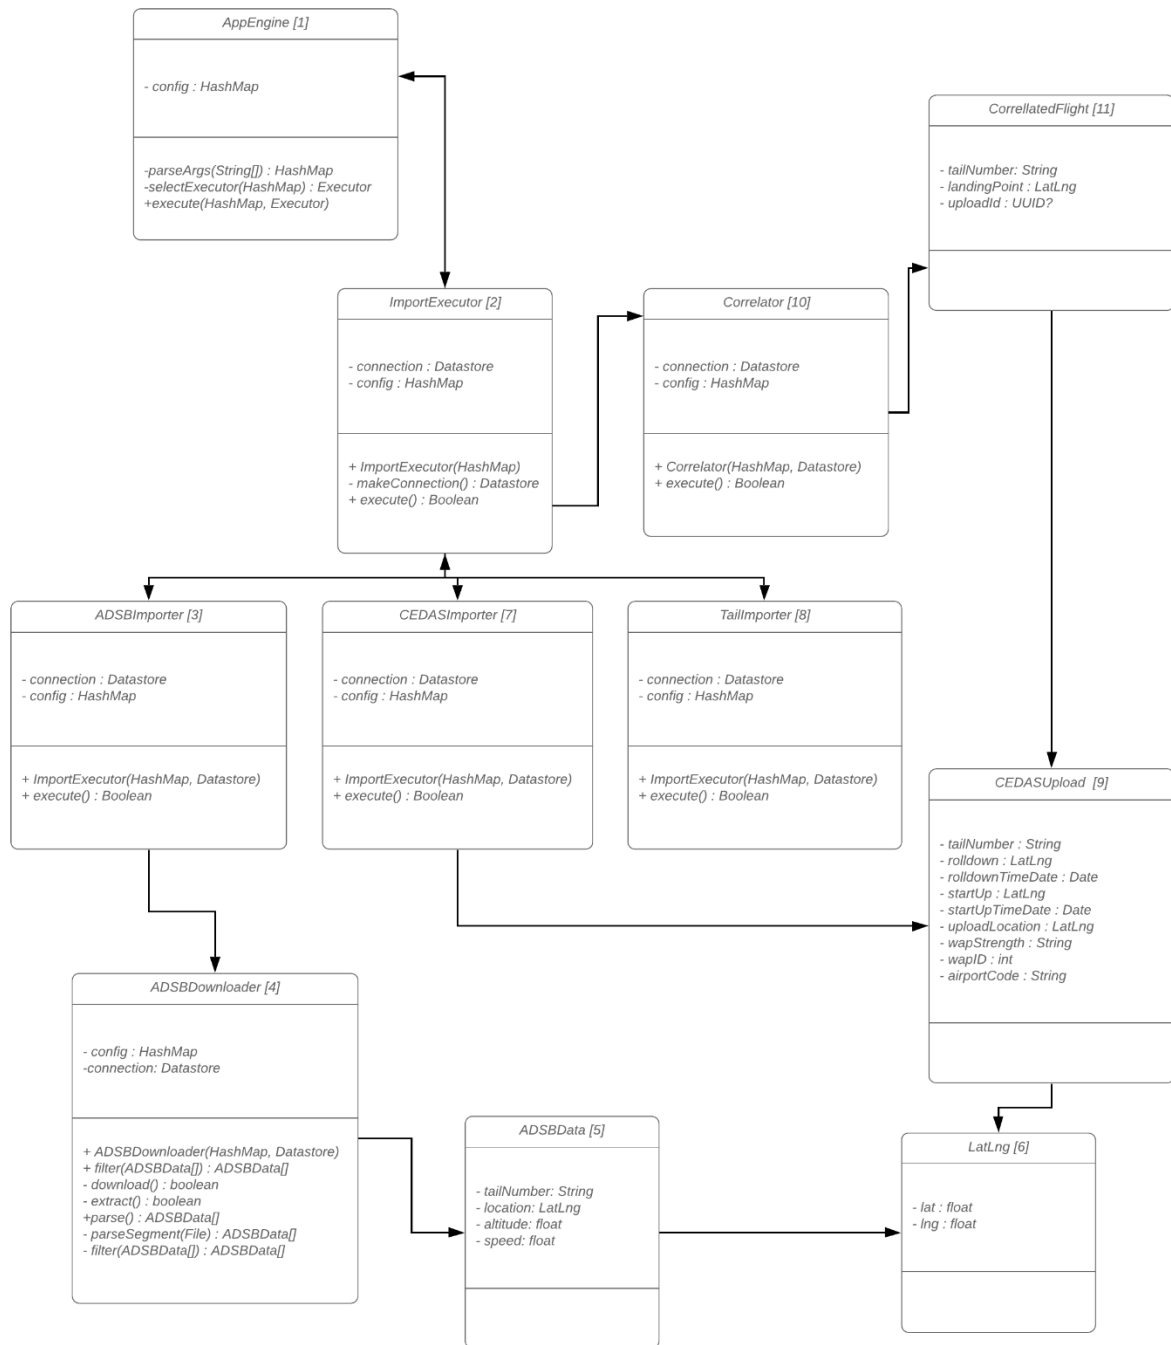 AppEngine [1]
- config : HashMap
-parseArgs(String[]) : HashMap
-selectExecutor(HashMap) : Executor
+execute(HashMap, Executor)
CorrellatedFlight [11]
- tailNumber: String
- landingPoint : LatLng
- uploadId : UUID?
ImportExecutor [2]
- connection : Datastore
- config : HashMap
+ ImportExecutor(HashMap)
- makeConnection() : Datastore
+ execute() : Boolean
Correlator [10]
- connection : Datastore
- config : HashMap
+ Correlator(HashMap, Datastore)
+ execute() : Boolean
ADSBImporter [3]
- connection : Datastore
- config : HashMap
+ ImportExecutor(HashMap, Datastore)
+ execute() : Boolean
CEDASImporter [7]
- connection : Datastore
- config : HashMap
+ ImportExecutor(HashMap, Datastore)
+ execute() : Boolean
TailImporter [8]
- connection : Datastore
- config : HashMap
+ ImportExecutor(HashMap, Datastore)
+ execute() : Boolean
CEDASUpload [9]
- tailNumber : String
- rolldown : LatLng
- rolldownTimeDate : Date
- startUp : LatLng
- startUpTimeDate : Date
- uploadLocation : LatLng
- wapStrength : String
- wapID : int
- airportCode : String
ADSBDownloader [4]
- config : HashMap
-connection: Datastore
+ ADSBDownloader(HashMap, Datastore)
+ filter(ADSBData[]) : ADSBData[]
- download() : boolean
- extract() : boolean
+parse() : ADSBData[]
- parseSegment(File) : ADSBData[]
- filter(ADSBData[]) : ADSBData[]
ADSBData [5]
- tailNumber: String
- location: LatLng
- altitude: float
- speed: float
LatLng [6]
- lat : float
- lng : float